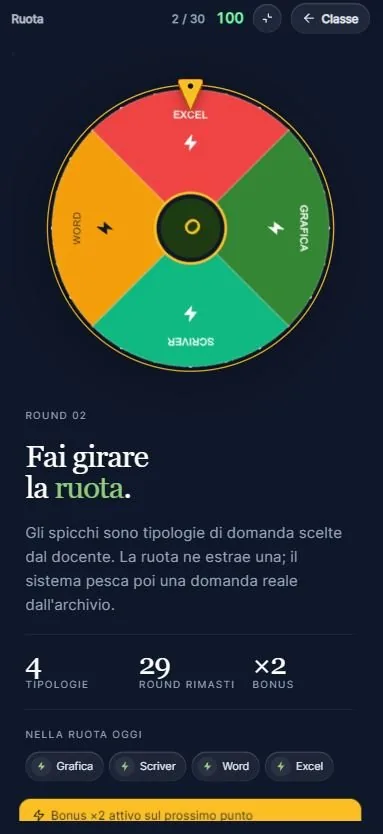 Ruota
2 / 30
100
Classe
EXCEL
WORD
GRAFICA
SCRIVER
ROUND 02
Fai girare
la ruota.
Gli spicchi sono tipologie di domanda scelte
dal docente. La ruota ne estrae una; il
sistema pesca poi una domanda reale
dall'archivio.
4
TIPOLOGIE
29
ROUND RIMASTI
×2
BONUS
NELLA RUOTA OGGI
Grafica
Scriver
Word
Excel
Bonus ×2 attivo sul prossimo punto